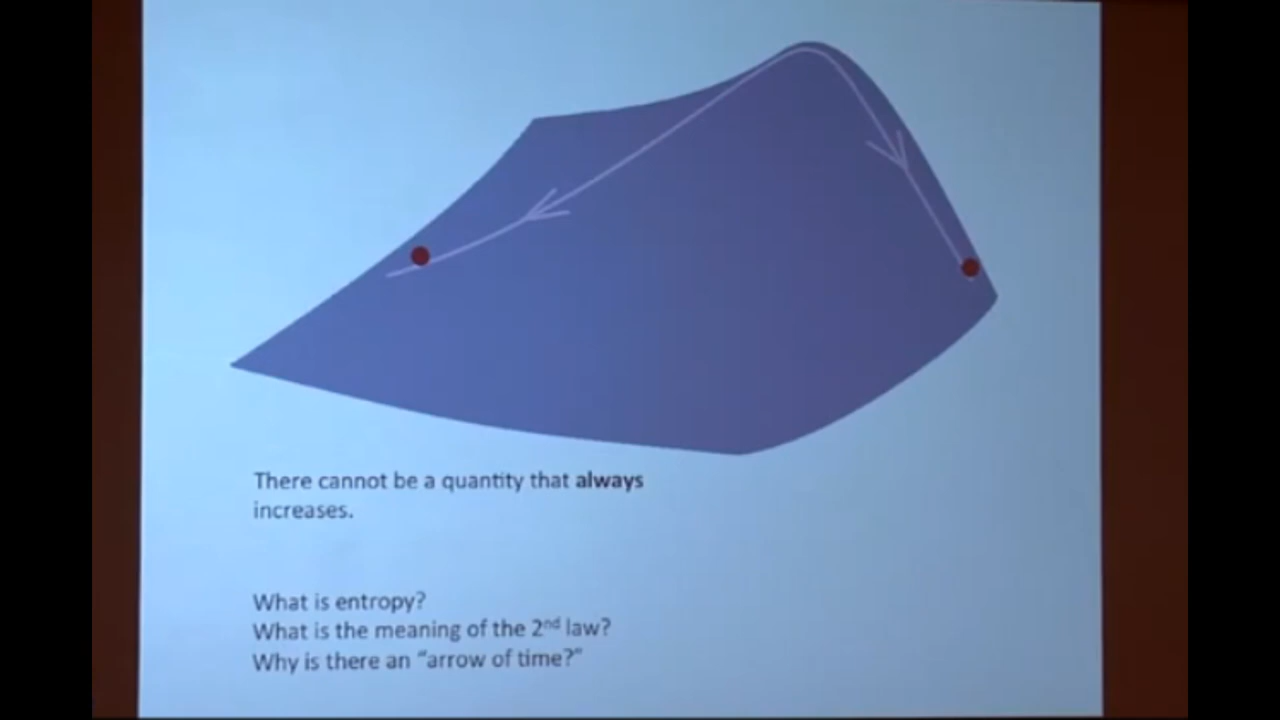 There cannot be a quantity that always
increases.
What is entropy?
What is the meaning of the 2nd law?
Why is there an “arrow of time?”